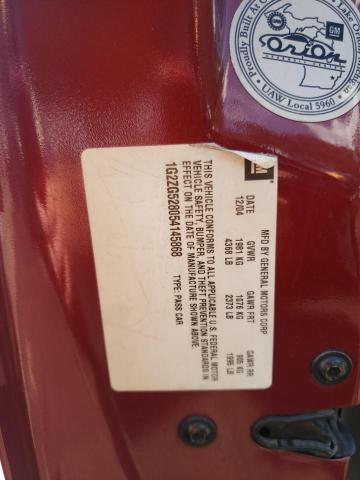 Proudly Built At
GM
Orion
UAW Local 5960
GM
MFD BY GENERAL MOTORS CORP
DATE GVWR GAWR FRT GAWR RR
12/04 1981 KG 1076 KG 905 KG
4368 LB 2373 LB 1995 LB
THIS VEHICLE CONFORMS TO ALL APPLICABLE U.S. FEDERAL MOTOR
VEHICLE SAFETY, BUMPER, AND THEFT PREVENTION STANDARDS IN
EFFECT ON THE DATE OF MANUFACTURE SHOWN ABOVE.
1G2ZG528054145868 TYPE: PASS CAR